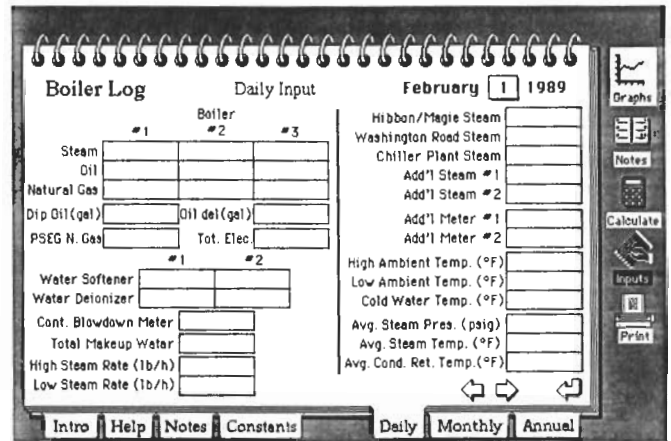 Boiler Log
Daily Input
February 1 1989
Boiler
#1 #2 #3
Steam
Oil
Natural Gas
Dip Oil(gal) Oil del(gal)
PSEG N. Gas Tot. Elec.
#1 #2
Water Softener
Water Deionizer
Cont. Blowdown Meter
Total Makeup Water
High Steam Rate (lb/h)
Low Steam Rate (lb/h)
Hibbon/Magie Steam
Washington Road Steam
Chiller Plant Steam
Add'l Steam #1
Add'l Steam #2
Add'l Meter #1
Add'l Meter #2
High Ambient Temp. (°F)
Low Ambient Temp. (°F)
Cold Water Temp. (°F)
Avg. Steam Pres. (psig)
Avg. Steam Temp. (°F)
Avg. Cond. Ret. Temp.(°F)
Graphs
Notes
Calculate
Inputs
Print
Intro Help Notes Constants Daily Monthly Annual